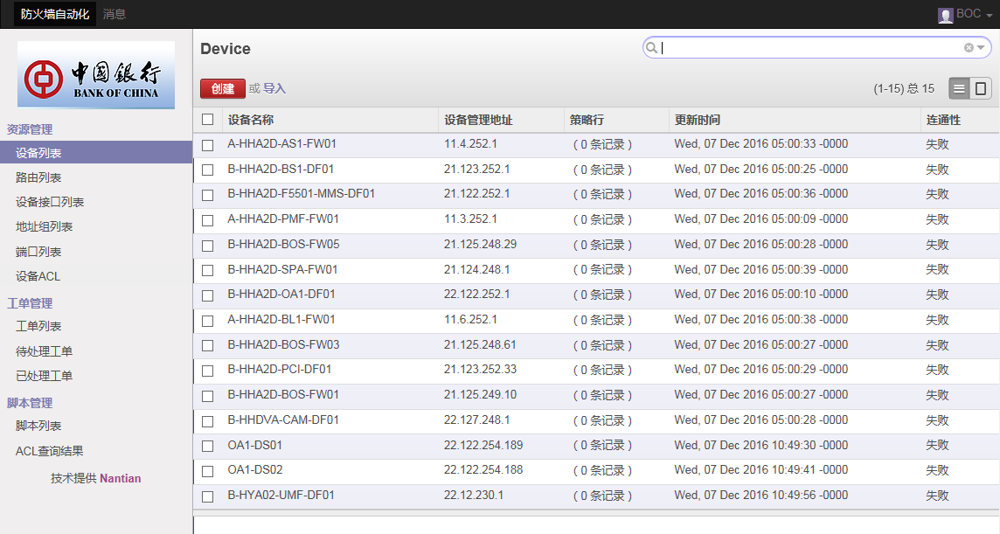 防火墙自动化 消息 BOC
中国银行
BANK OF CHINA
资源管理
设备列表
路由列表
设备接口列表
地址组列表
端口列表
设备ACL
工单管理
工单列表
待处理工单
已处理工单
脚本管理
脚本列表
ACL查询结果
技术提供 Nantian
Device
创建 或 导入 (1-15) 总 15
设备名称 设备管理地址 策略行 更新时间 连通性
A-HHA2D-AS1-FW01 11.4.252.1 ( 0 条记录 ) Wed, 07 Dec 2016 05:00:33 -0000 失败
B-HHA2D-BS1-DF01 21.123.252.1 ( 0 条记录 ) Wed, 07 Dec 2016 05:00:25 -0000 失败
B-HHA2D-F5501-MMS-DF01 21.122.252.1 ( 0 条记录 ) Wed, 07 Dec 2016 05:00:36 -0000 失败
A-HHA2D-PMF-FW01 11.3.252.1 ( 0 条记录 ) Wed, 07 Dec 2016 05:00:09 -0000 失败
B-HHA2D-BOS-FW05 21.125.248.29 ( 0 条记录 ) Wed, 07 Dec 2016 05:00:28 -0000 失败
B-HHA2D-SPA-FW01 21.124.248.1 ( 0 条记录 ) Wed, 07 Dec 2016 05:00:39 -0000 失败
B-HHA2D-OA1-DF01 22.122.252.1 ( 0 条记录 ) Wed, 07 Dec 2016 05:00:10 -0000 失败
A-HHA2D-BL1-FW01 11.6.252.1 ( 0 条记录 ) Wed, 07 Dec 2016 05:00:38 -0000 失败
B-HHA2D-BOS-FW03 21.125.248.61 ( 0 条记录 ) Wed, 07 Dec 2016 05:00:27 -0000 失败
B-HHA2D-PCI-DF01 21.123.252.33 ( 0 条记录 ) Wed, 07 Dec 2016 05:00:29 -0000 失败
B-HHA2D-BOS-FW01 21.125.249.10 ( 0 条记录 ) Wed, 07 Dec 2016 05:00:27 -0000 失败
B-HHDVA-CAM-DF01 22.127.248.1 ( 0 条记录 ) Wed, 07 Dec 2016 05:00:28 -0000 失败
OA1-DS01 22.122.254.189 ( 0 条记录 ) Wed, 07 Dec 2016 10:49:30 -0000 失败
OA1-DS02 22.122.254.188 ( 0 条记录 ) Wed, 07 Dec 2016 10:49:41 -0000 失败
B-HYA02-UMF-DF01 22.12.230.1 ( 0 条记录 ) Wed, 07 Dec 2016 10:49:56 -0000 失败